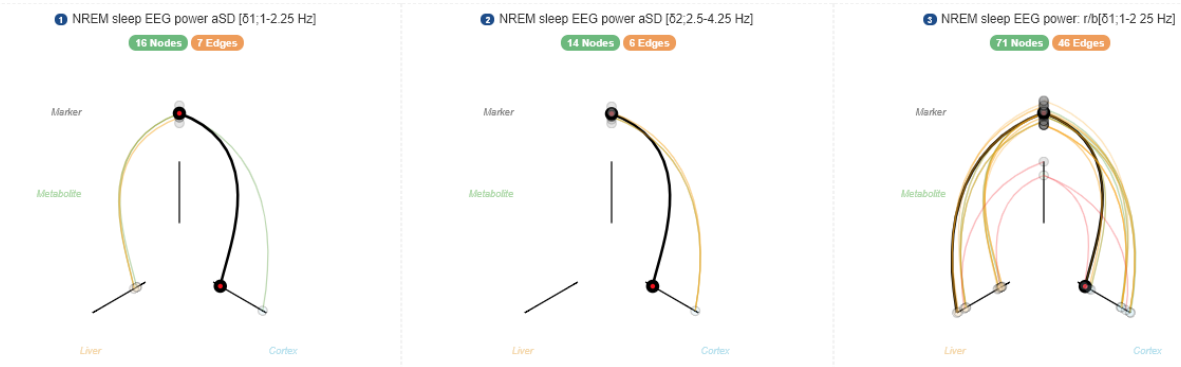 1 NREM sleep EEG power aSD [δ1;1-2.25 Hz]
16 Nodes 7 Edges
Marker
Metabolite
Liver Cortex
2 NREM sleep EEG power aSD [δ2;2.5-4.25 Hz]
14 Nodes 6 Edges
Marker
Metabolite
Liver Cortex
3 NREM sleep EEG power: r/b[δ1;1-2 25 Hz]
71 Nodes 46 Edges
Marker
Metabolite
Liver Cortex